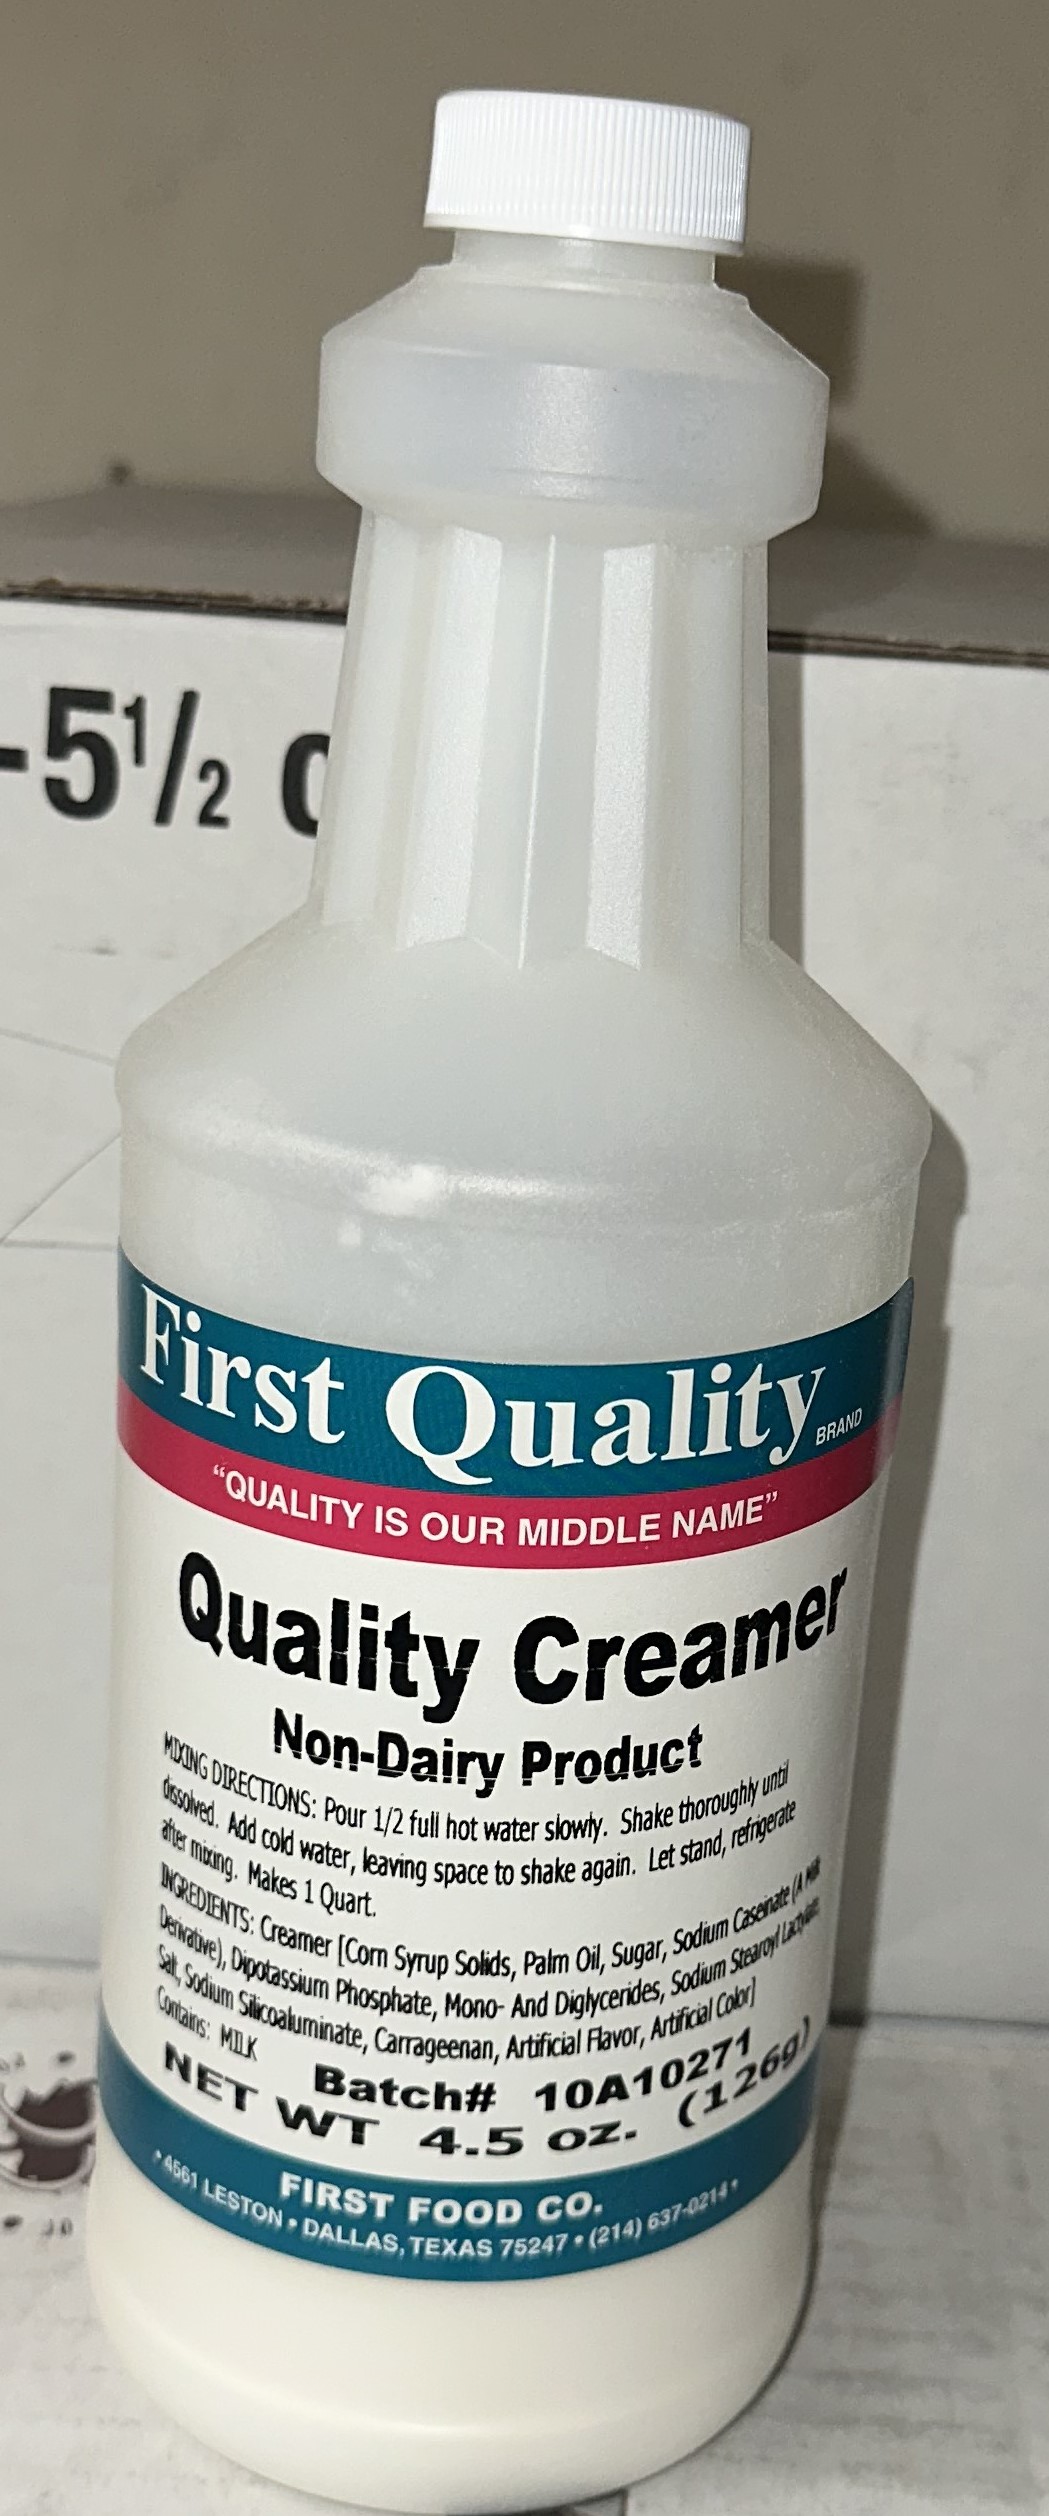 -5½
First Quality BRAND
"QUALITY IS OUR MIDDLE NAME"
Quality Creamer
Non-Dairy Product
MIXING DIRECTIONS: Pour 1/2 full hot water slowly. Shake thoroughly until
dissolved. Add cold water, leaving space to shake again. Let stand, refrigerate
after mixing. Makes 1 Quart.
INGREDIENTS: Creamer [Corn Syrup Solids, Palm Oil, Sugar, Sodium Caseinate (A Milk
Derivative), Dipotassium Phosphate, Mono- And Diglycerides, Sodium Stearoyl Lactylate,
Salt, Sodium Silicoaluminate, Carrageenan, Artificial Flavor, Artificial Color]
Contains: MILK
Batch# 10A10271
NET WT 4.5 oz. (126g)
FIRST FOOD CO.
• 4561 LESTON • DALLAS, TEXAS 75247 • (214) 637-0214 •